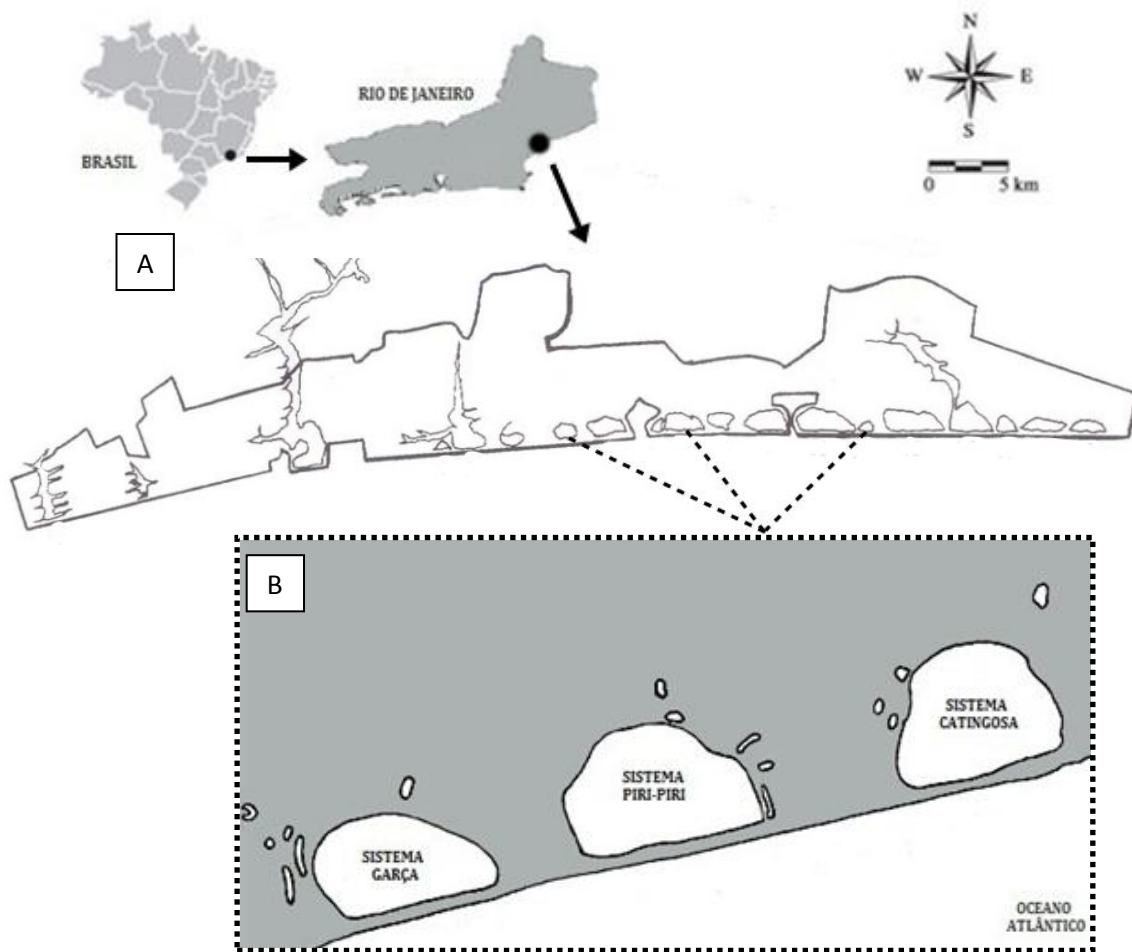 BRASIL
RIO DE JANEIRO
N
W E
S
0 5 km
A
B
SISTEMA
GARÇA
SISTEMA
PIRI-PIRI
SISTEMA
CATINGOSA
OCEANO
ATLÂNTICO